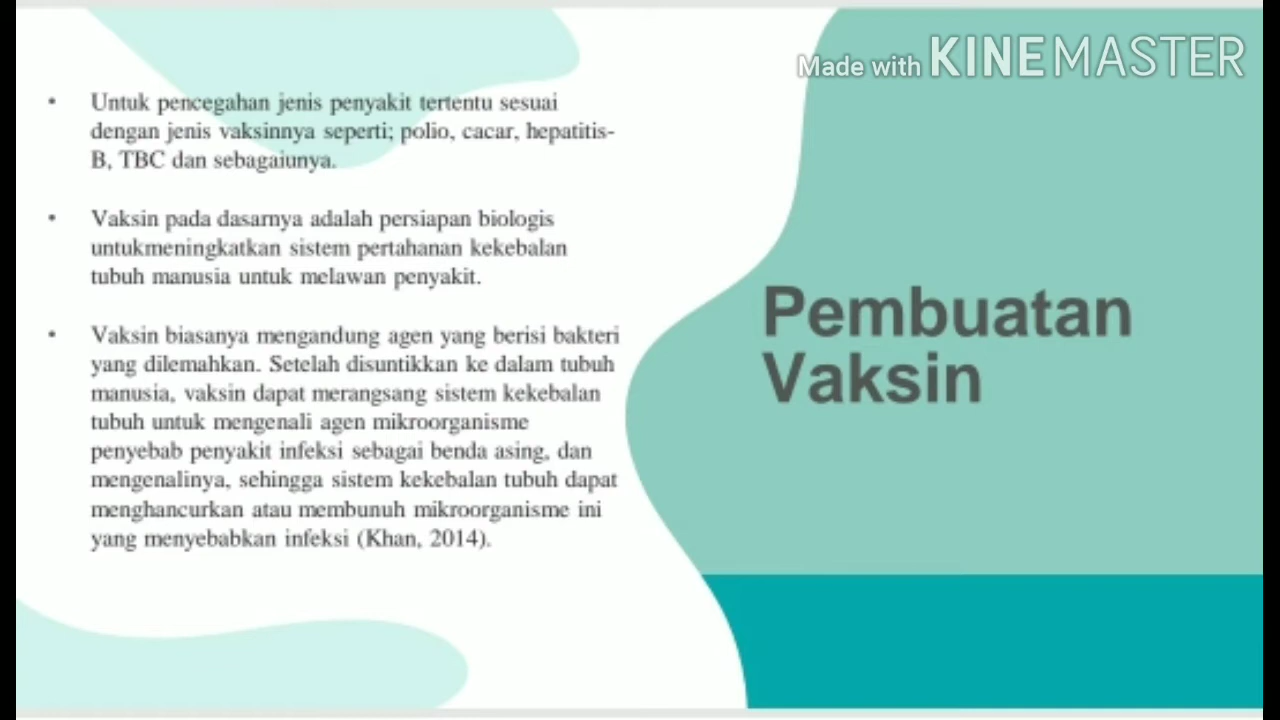 Made with KINEMASTER
• Untuk pencegahan jenis penyakit tertentu sesuai
dengan jenis vaksinnya seperti; polio, cacar, hepatitis-
B, TBC dan sebagaiunya.
• Vaksin pada dasarnya adalah persiapan biologis
untukmeningkatkan sistem pertahanan kekebalan
tubuh manusia untuk melawan penyakit.
• Vaksin biasanya mengandung agen yang berisi bakteri
yang dilemahkan. Setelah disuntikkan ke dalam tubuh
manusia, vaksin dapat merangsang sistem kekebalan
tubuh untuk mengenali agen mikroorganisme
penyebab penyakit infeksi sebagai benda asing, dan
mengenalinya, sehingga sistem kekebalan tubuh dapat
menghancurkan atau membunuh mikroorganisme ini
yang menyebabkan infeksi (Khan, 2014).
Pembuatan
Vaksin